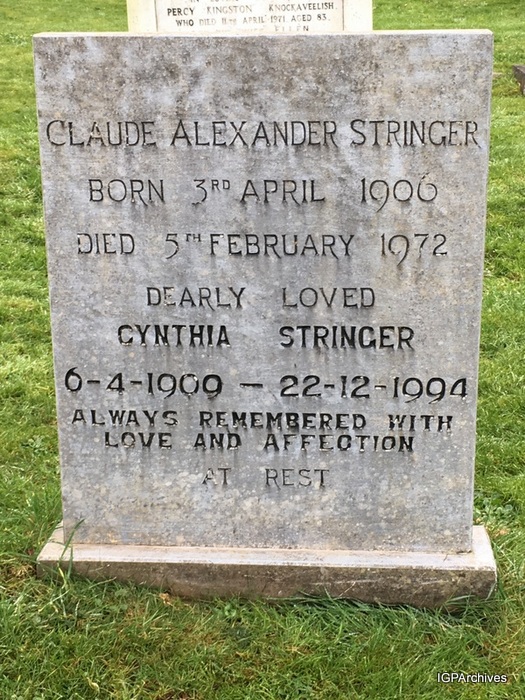 PERCY KINGSTON KNOCKAVEELISH
WHO DIED 11TH APRIL 1971 AGED 83.
ELLEN
CLAUDE ALEXANDER STRINGER
BORN 3RD APRIL 1906
DIED 5TH FEBRUARY 1972
DEARLY LOVED
CYNTHIA STRINGER
6-4-1909 — 22-12-1994
ALWAYS REMEMBERED WITH
LOVE AND AFFECTION
AT REST
IGPArchives